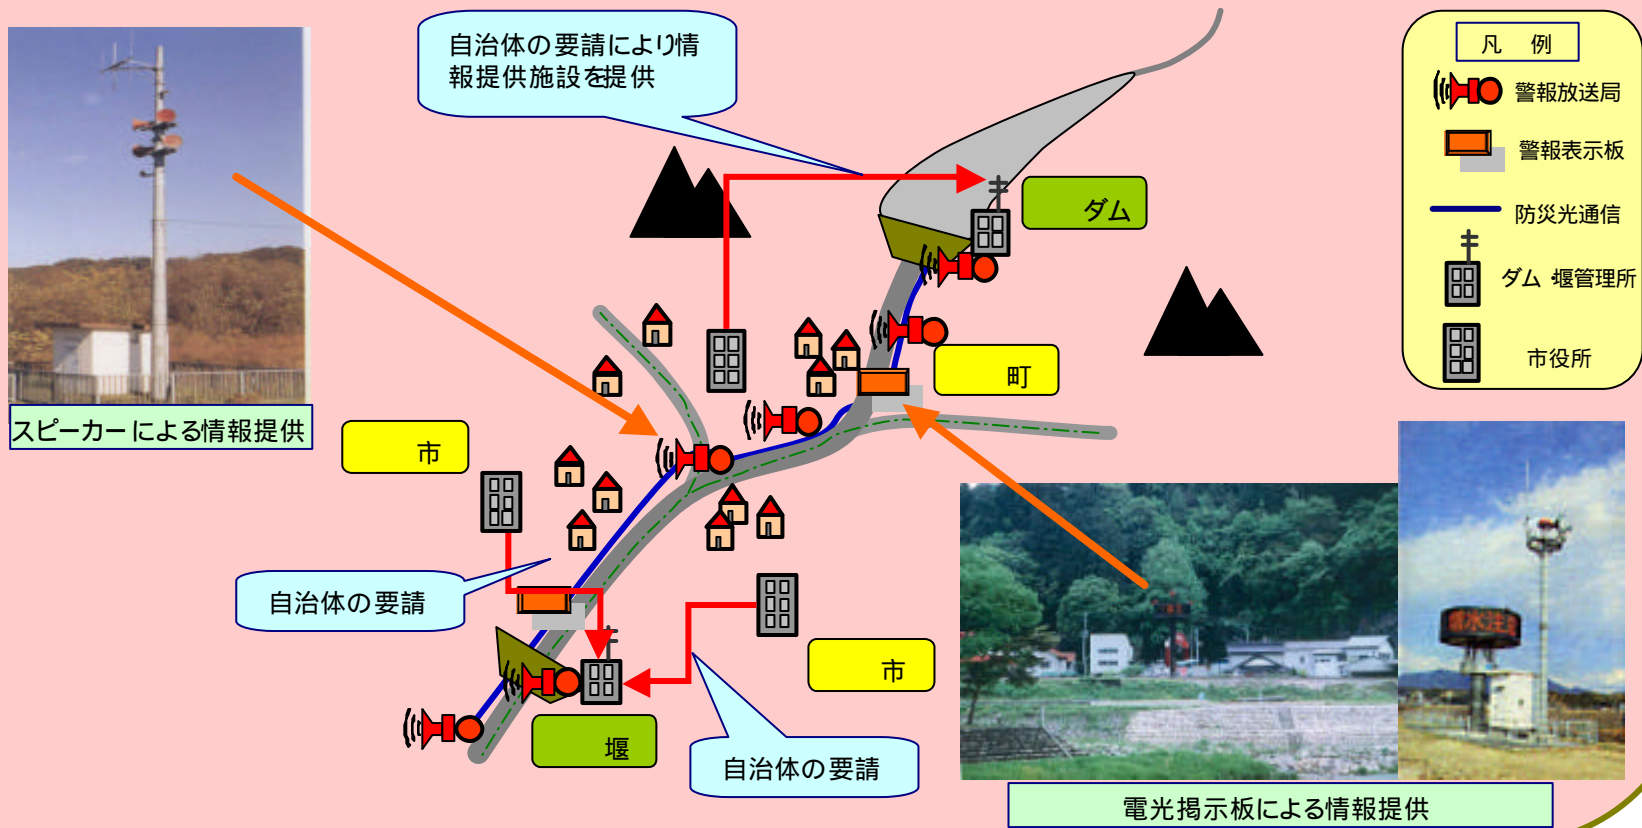 自治体の要請により情
報提供施設を提供
凡 例
警報放送局
警報表示板
防災光通信
ダム・堰管理所
市役所
ダム
町
スピーカーによる情報提供
市
自治体の要請
市
堰
自治体の要請
電光掲示板による情報提供